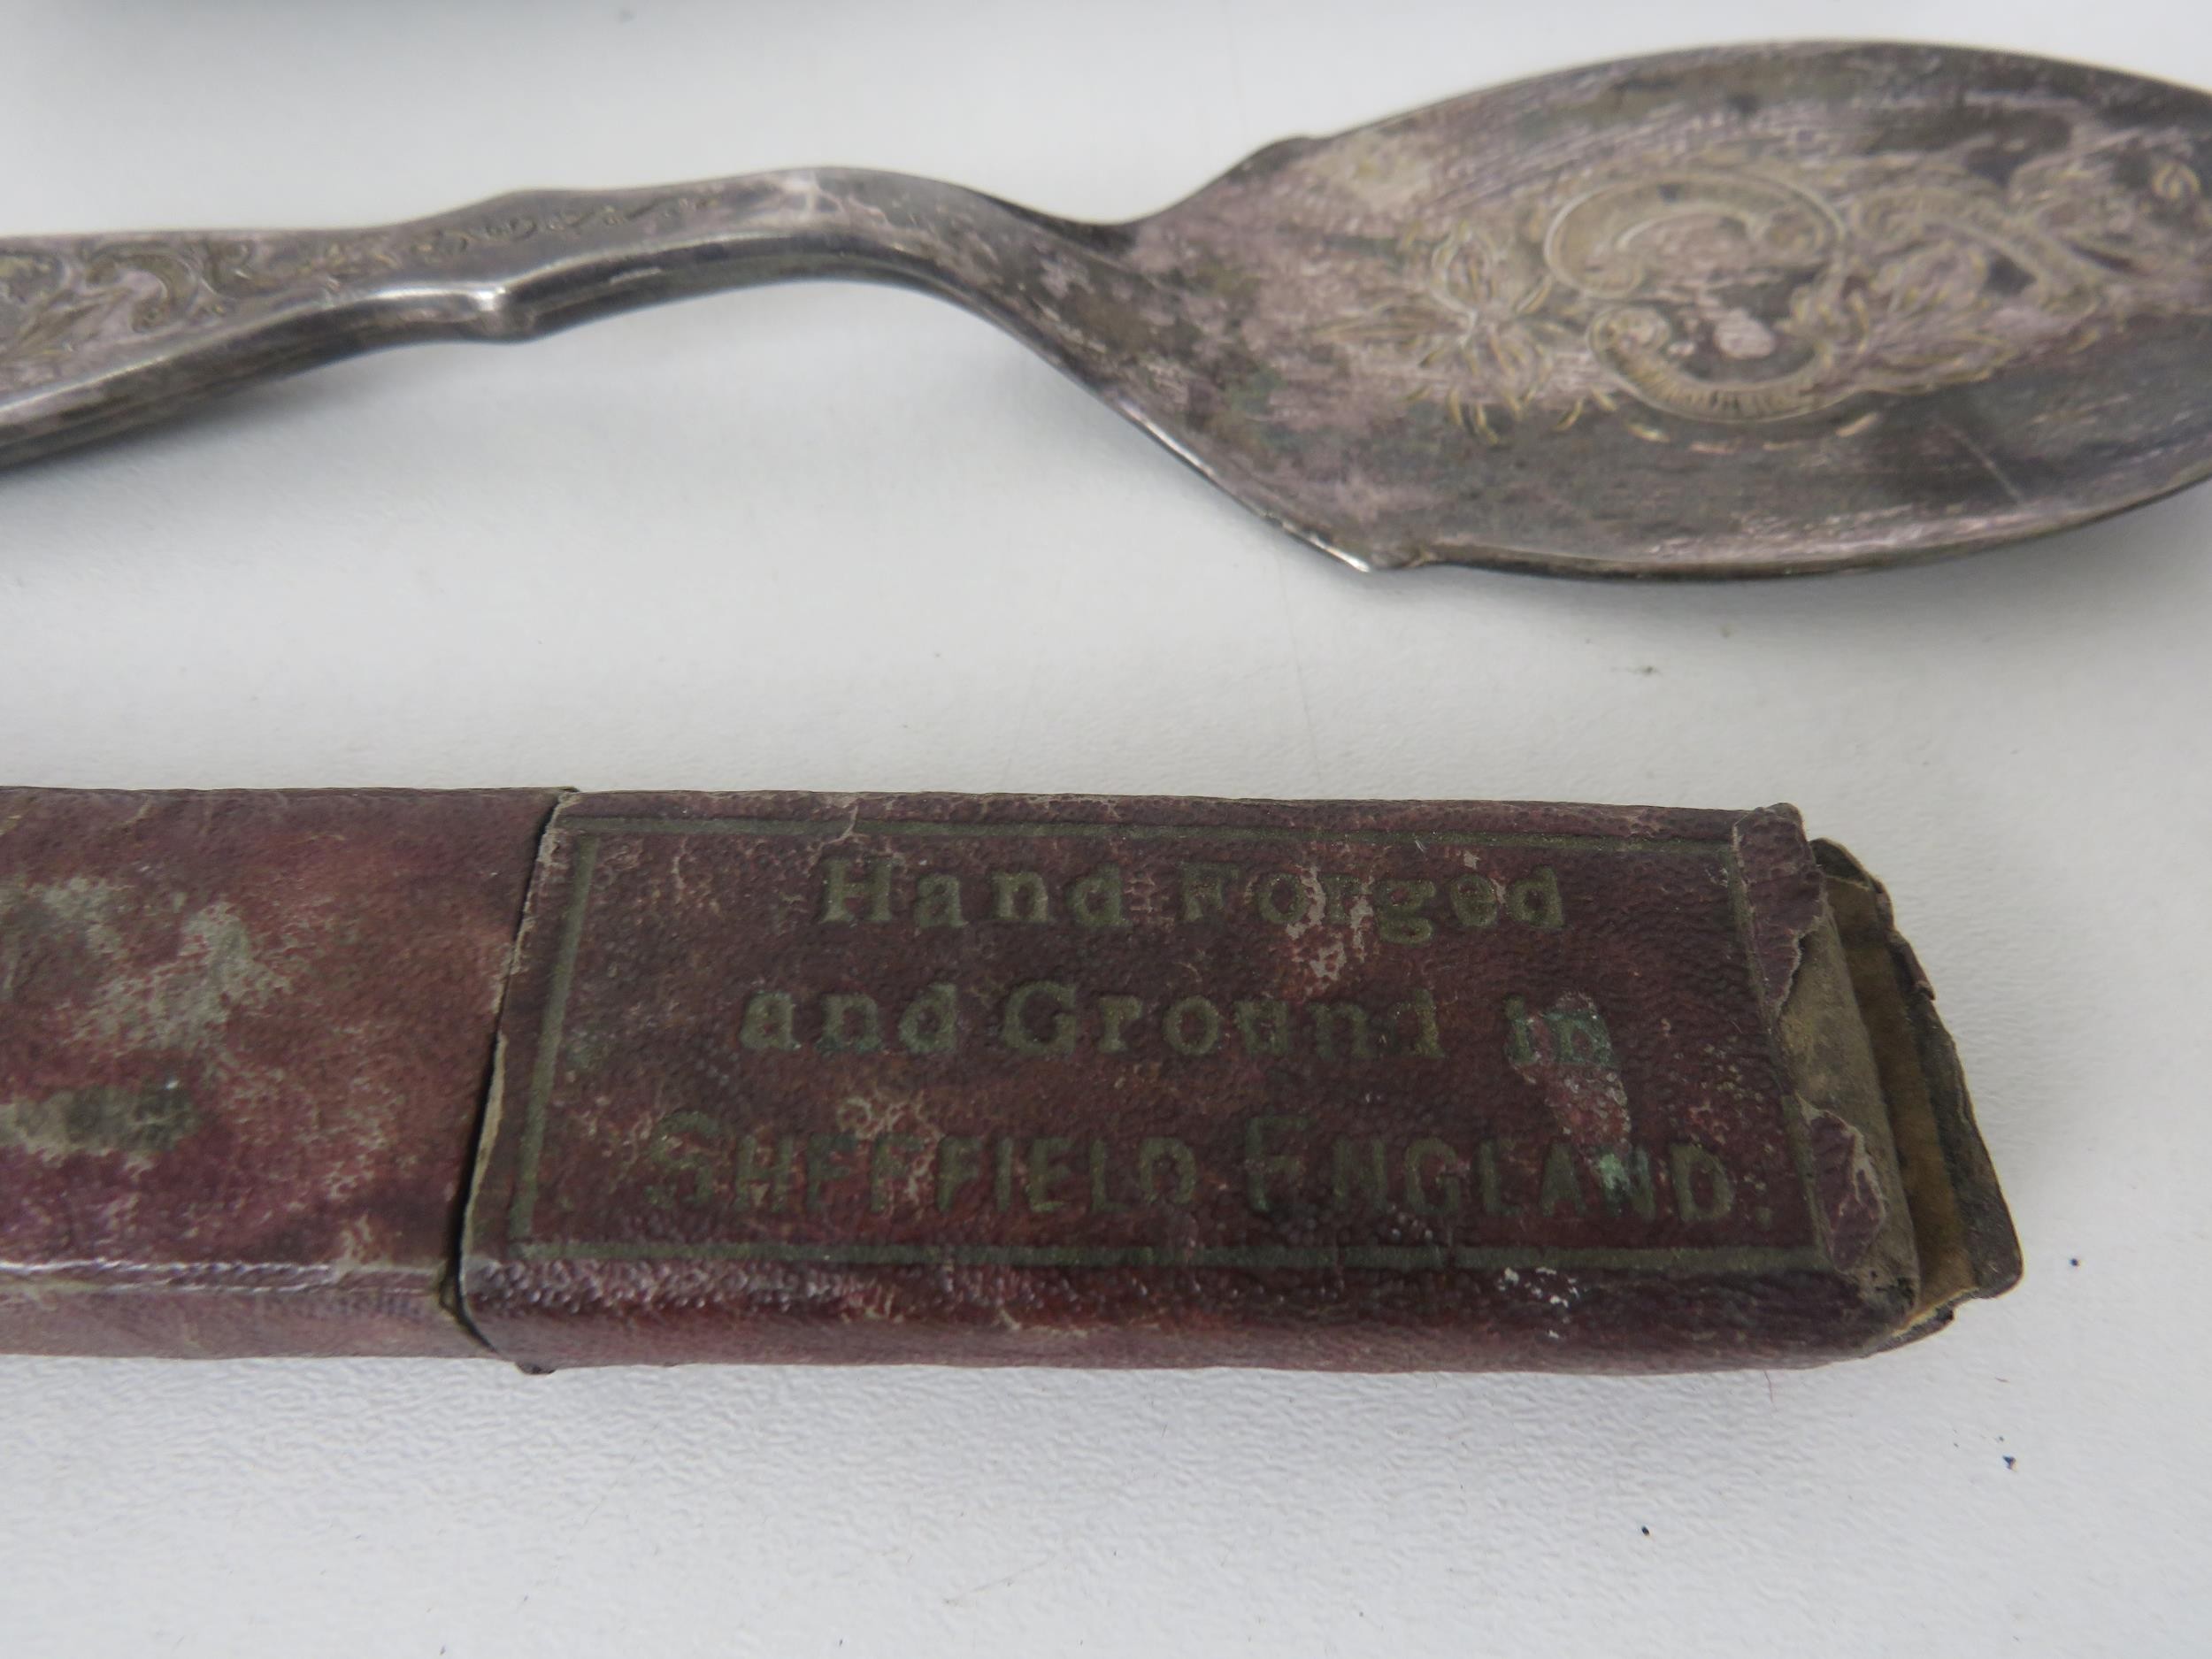 Hand Forged
and Ground in
SHEFFIELD ENGLAND.